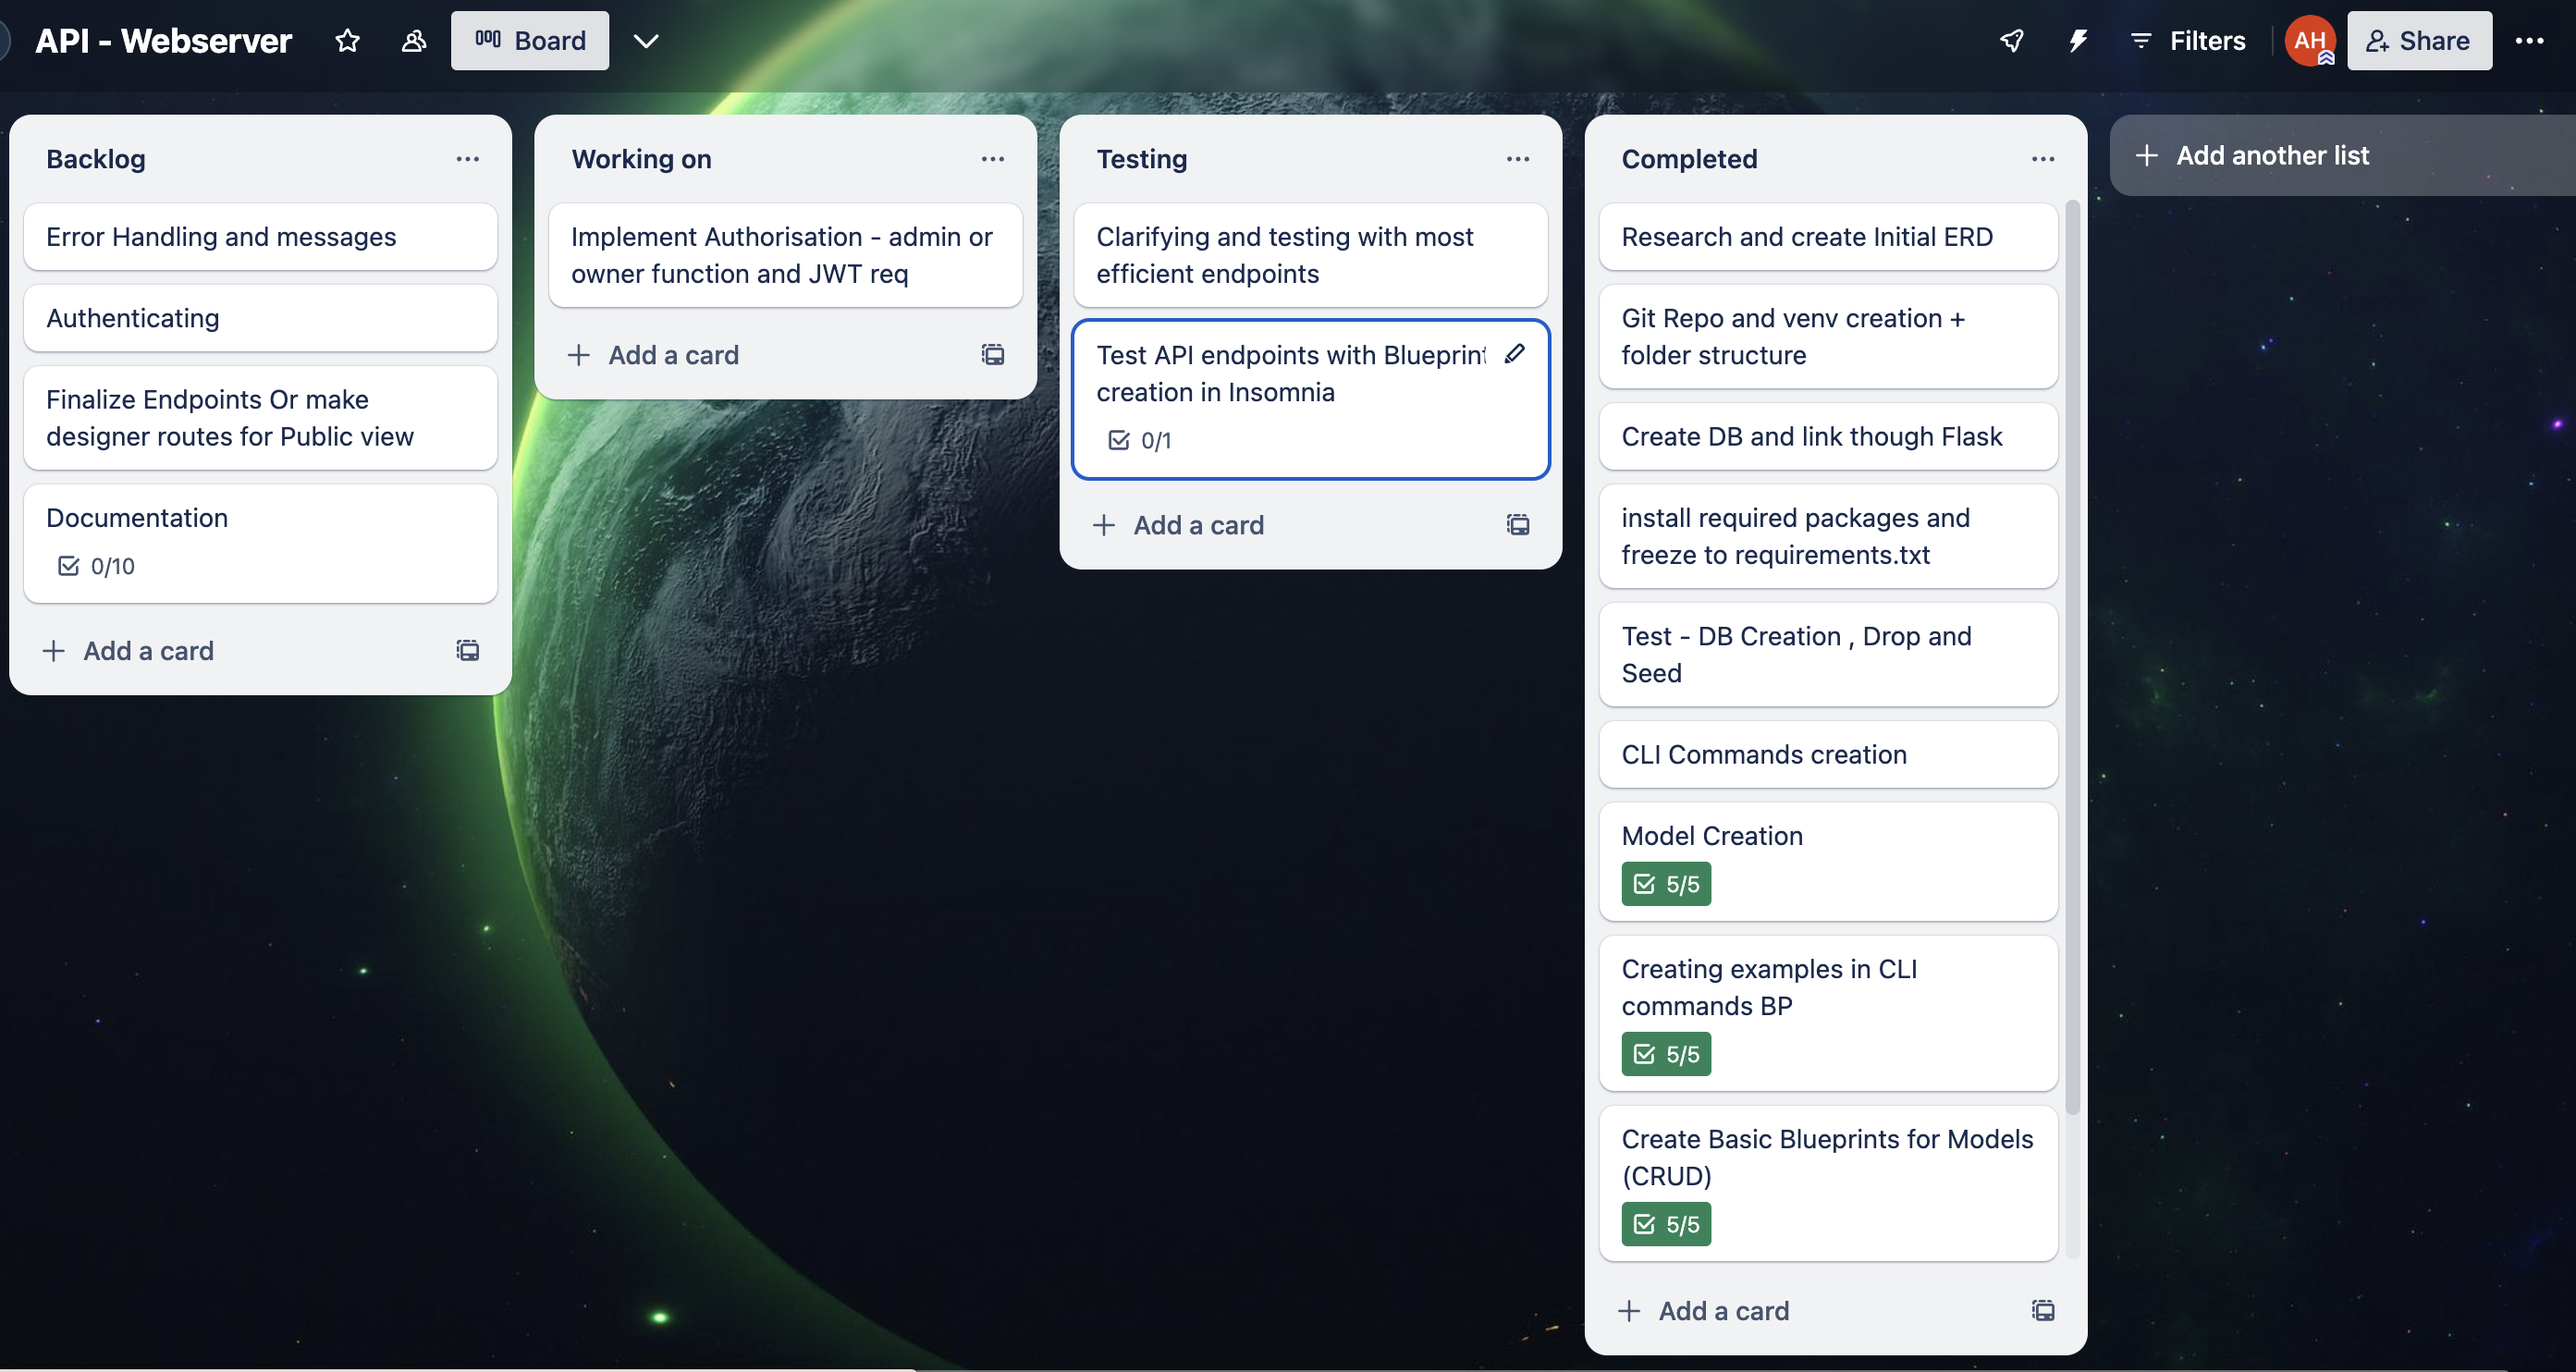 API - Webserver
Board
Filters
AH
Share
Backlog
Error Handling and messages
Authenticating
Finalize Endpoints Or make
designer routes for Public view
Documentation
0/10
Add a card
Working on
Implement Authorisation - admin or
owner function and JWT req
Add a card
Testing
Clarifying and testing with most
efficient endpoints
Test API endpoints with Blueprint
creation in Insomnia
0/1
Add a card
Completed
Research and create Initial ERD
Git Repo and venv creation +
folder structure
Create DB and link though Flask
install required packages and
freeze to requirements.txt
Test - DB Creation , Drop and
Seed
CLI Commands creation
Model Creation
5/5
Creating examples in CLI
commands BP
5/5
Create Basic Blueprints for Models
(CRUD)
5/5
Add a card
Add another list